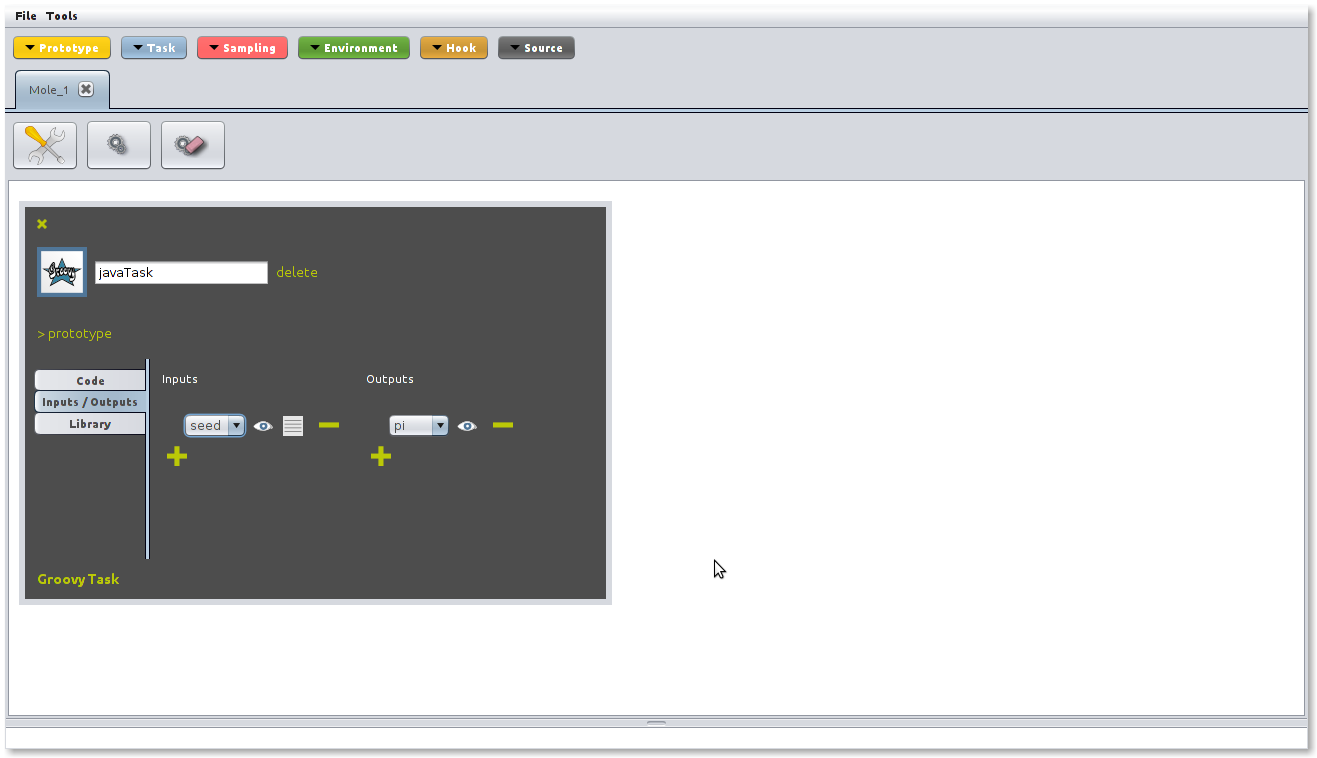 File Tools
Prototype Task Sampling Environment Hook Source
Mole_1
Groovy
javaTask delete
> prototype
Code
Inputs / Outputs
Library
Inputs Outputs
seed pi
Groovy Task